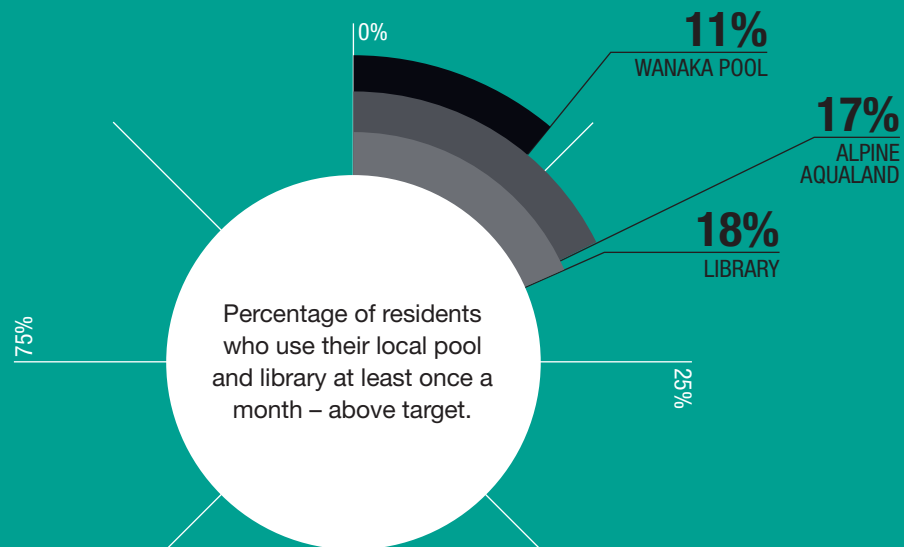 0%
11%
WANAKA POOL
17%
ALPINE
AQUALAND
18%
LIBRARY
Percentage of residents
who use their local pool
and library at least once a
month – above target.
75%
25%